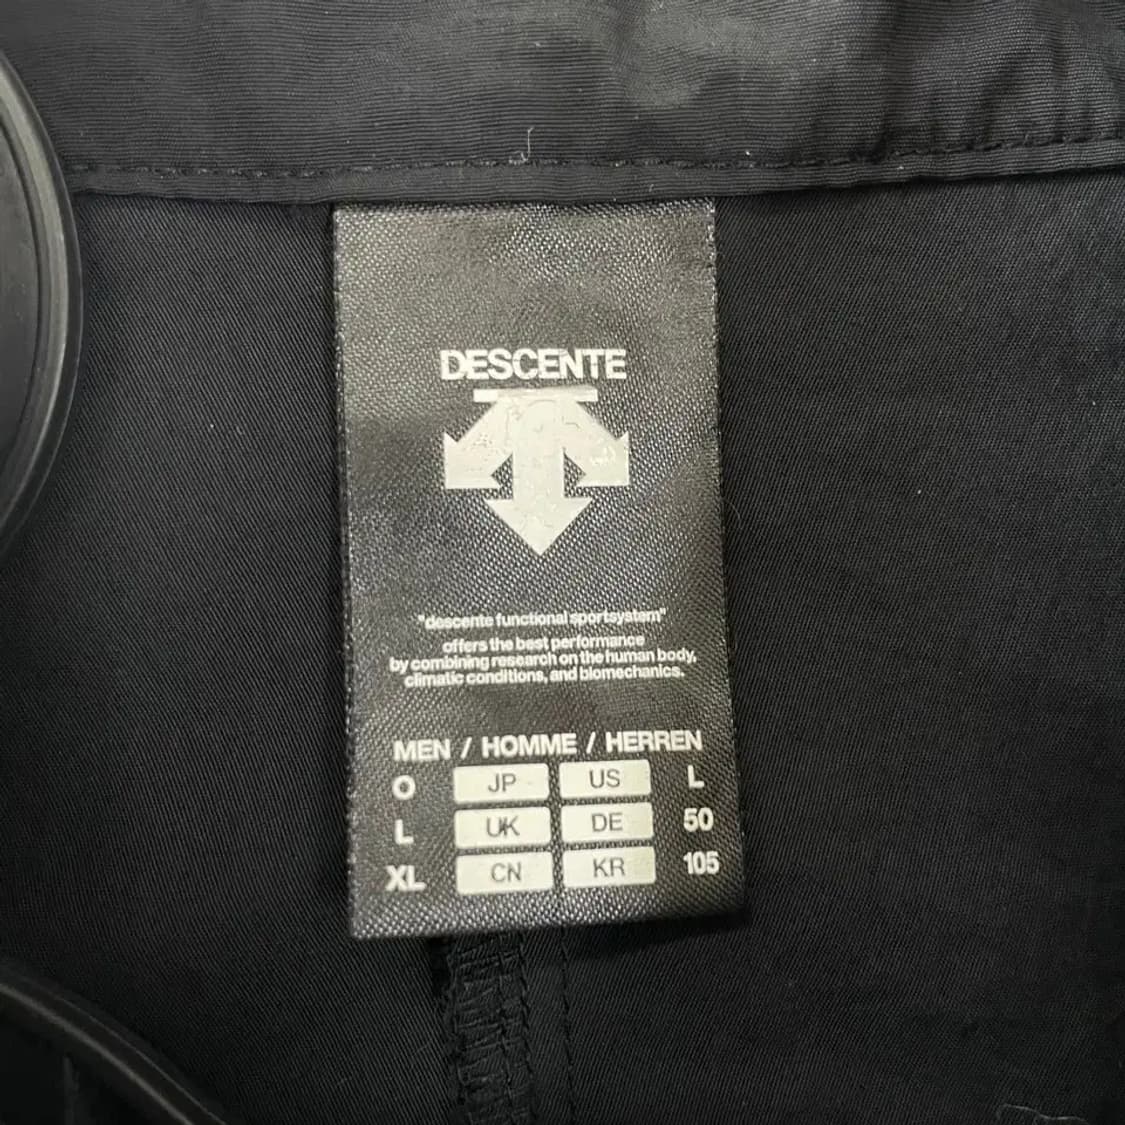 DESCENTE
"descente functional sportsystem"
offers the best performance
by combining research on the human body,
climatic conditions, and biomechanics.
MEN / HOMME / HERREN
O JP US L
L UK DE 50
XL CN KR 105